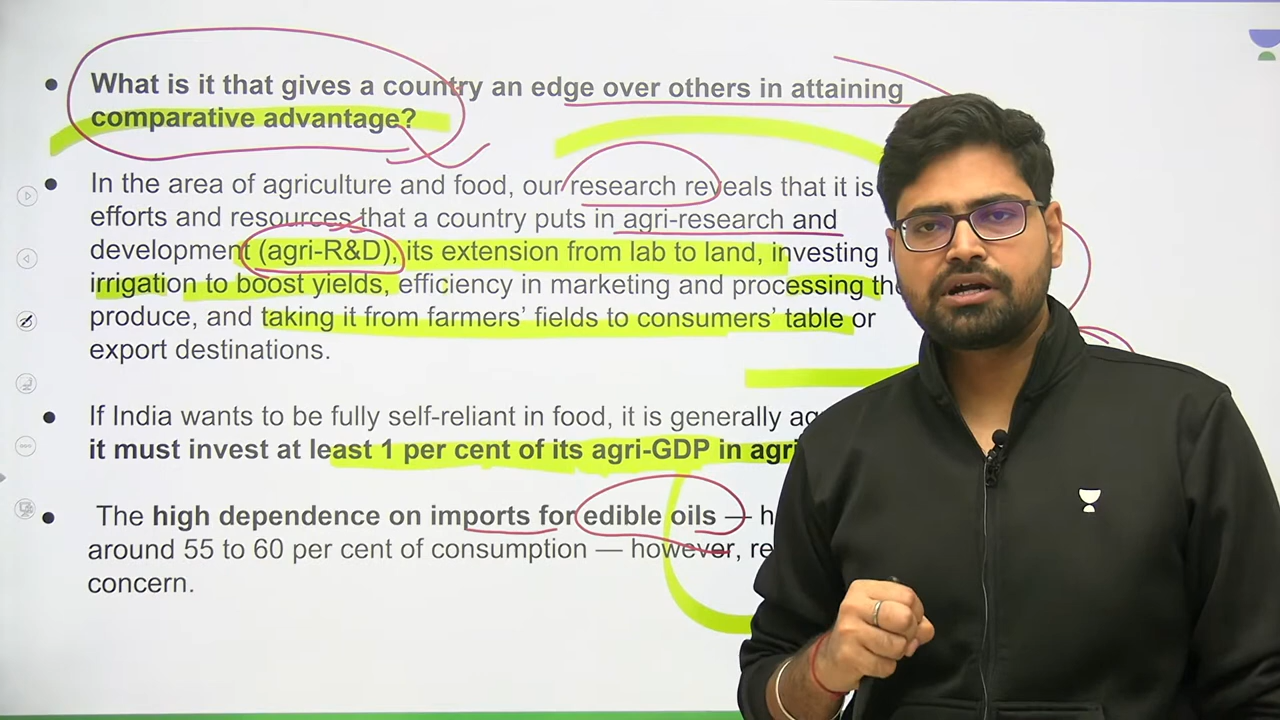 What is it that gives a country an edge over others in attaining
comparative advantage?
In the area of agriculture and food, our research reveals that it is
efforts and resources that a country puts in agri-research and
development (agri-R&D), its extension from lab to land, investing
irrigation to boost yields, efficiency in marketing and processing
produce, and taking it from farmers’ fields to consumers’ table or
export destinations.
If India wants to be fully self-reliant in food, it is generally
it must invest at least 1 per cent of its agri-GDP in
The high dependence on imports for edible oils —
around 55 to 60 per cent of consumption — however,
concern.